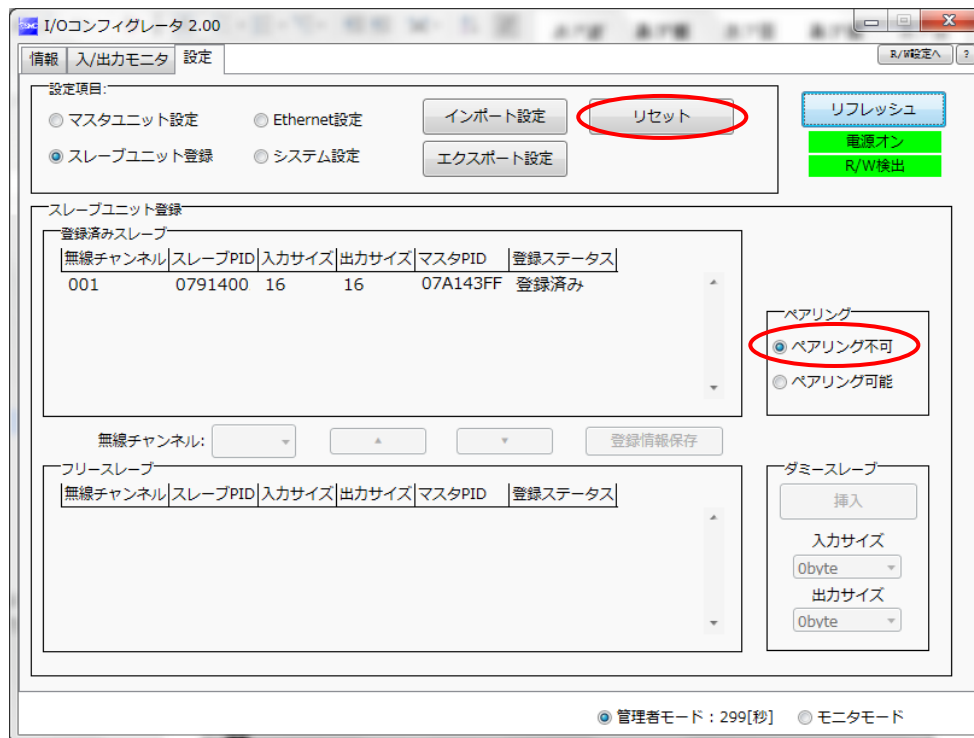 I/Oコンフィグレータ 2.00
情報 入/出力モニタ 設定 R/W設定へ ?
設定項目:
マスタユニット設定 Ethernet設定 インポート設定 リセット リフレッシュ
スレーブユニット登録 システム設定 エクスポート設定 電源オン
R/W検出
スレーブユニット登録
登録済みスレーブ
無線チャンネル スレーブPID 入力サイズ 出力サイズ マスタPID 登録ステータス
001 0791400 16 16 07A143FF 登録済み
ペアリング
ペアリング不可
ペアリング可能
無線チャンネル: 登録情報保存
フリースレーブ
無線チャンネル スレーブPID 入力サイズ 出力サイズ マスタPID 登録ステータス
ダミースレーブ
挿入
入力サイズ
0byte
出力サイズ
0byte
管理者モード : 299[秒] モニタモード